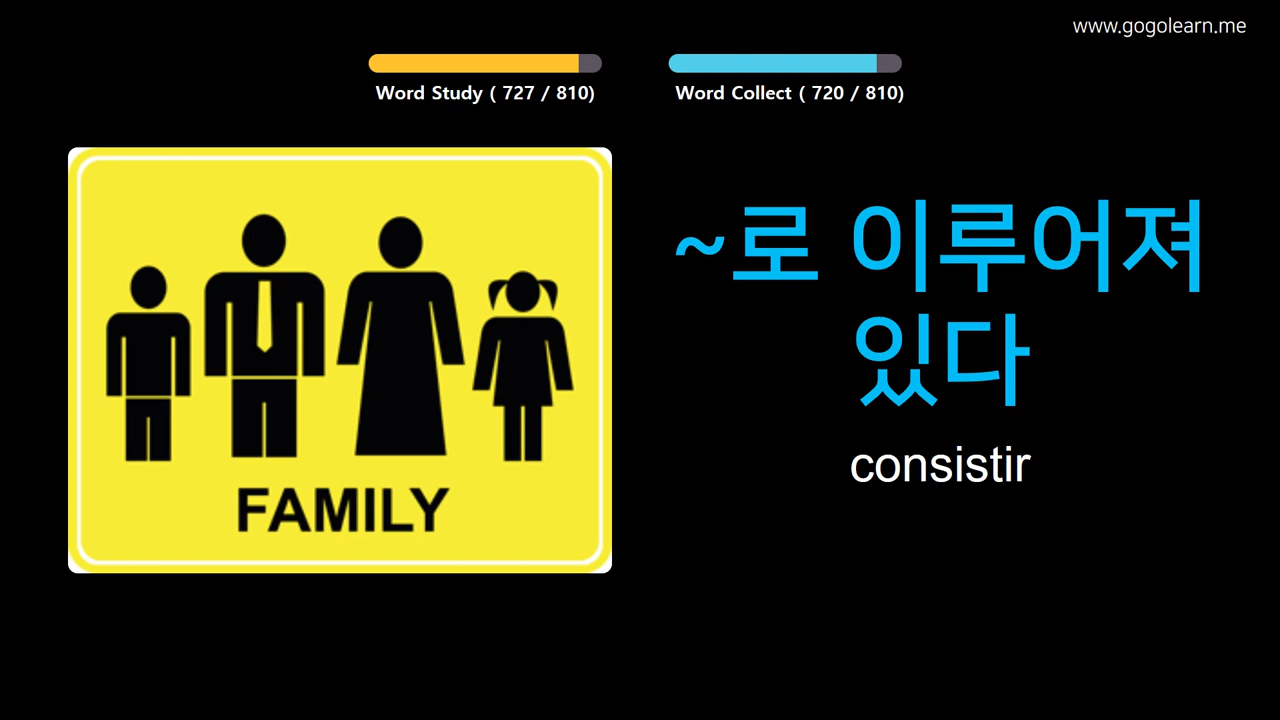 www.gogolearn.me
Word Study ( 727 / 810)
Word Collect ( 720 / 810)
~로 이루어져
있다
consistir
FAMILY